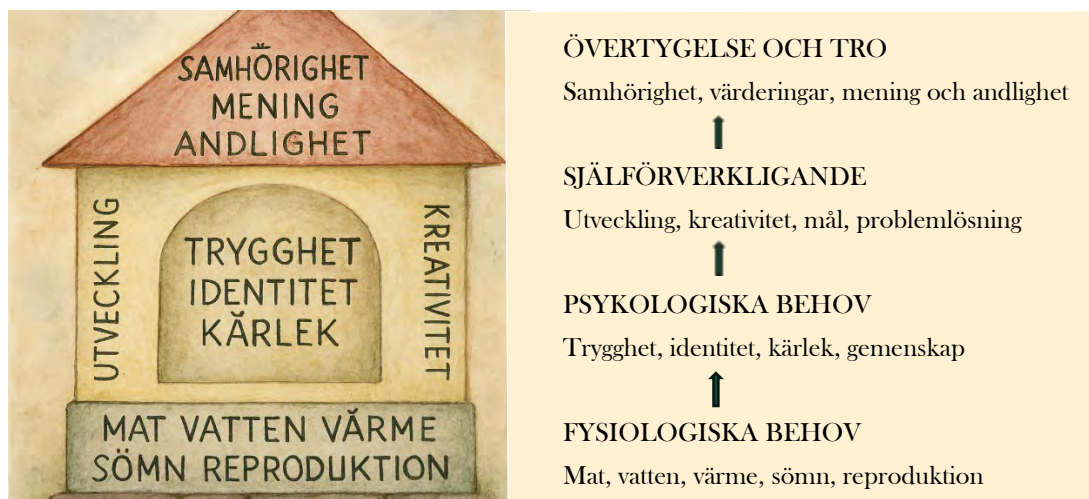 SAMHÖRIGHET
MENING
ANDLIGHET
UTVECKLING
TRYGGHET
IDENTITET
KÄRLEK
KREATIVITET
MAT VATTEN VÄRME
SÖMN REPRODUKTION
ÖVERTYGELSE OCH TRO
Samhörighet, värderingar, mening och andlighet
SJÄLFÖRVERKLIGANDE
Utveckling, kreativitet, mål, problemlösning
PSYKOLOGISKA BEHOV
Trygghet, identitet, kärlek, gemenskap
FYSIOLOGISKA BEHOV
Mat, vatten, värme, sömn, reproduktion